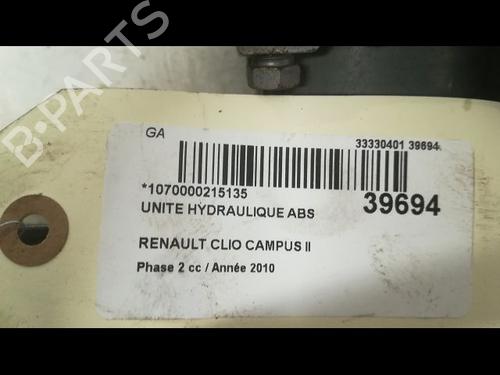 B-PARTS
GA
33330401 39694
*1070000215135
39694
UNITE HYDRAULIQUE ABS
RENAULT CLIO CAMPUS II
Phase 2 cc / Année 2010